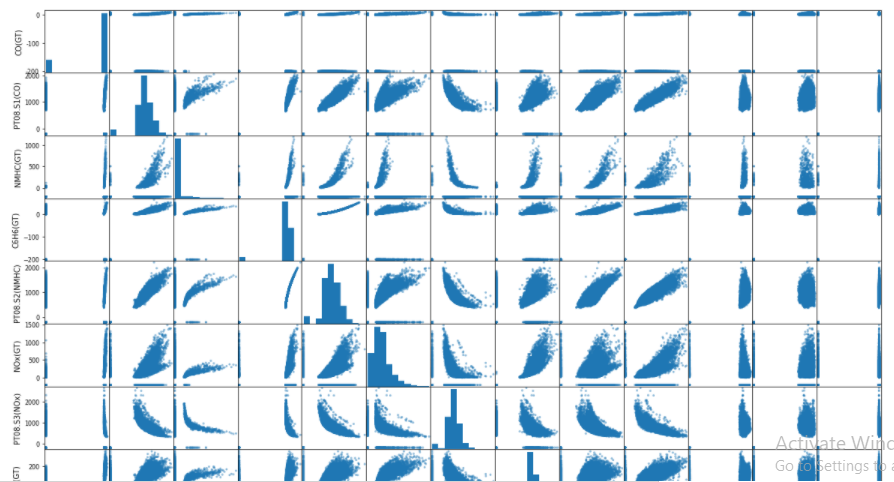 0
-100
-200
CO(GT)
2000
1000
0
PT08.S1(CO)
1000
500
0
NMHC(GT)
0
-100
-200
C6H6(GT)
2000
1000
0
PT08.S2(NMHC)
1500
1000
500
0
NOx(GT)
2000
1000
0
PT08.S3(NOx)
200
(GT)
Activate Winc
Go to Settings to a